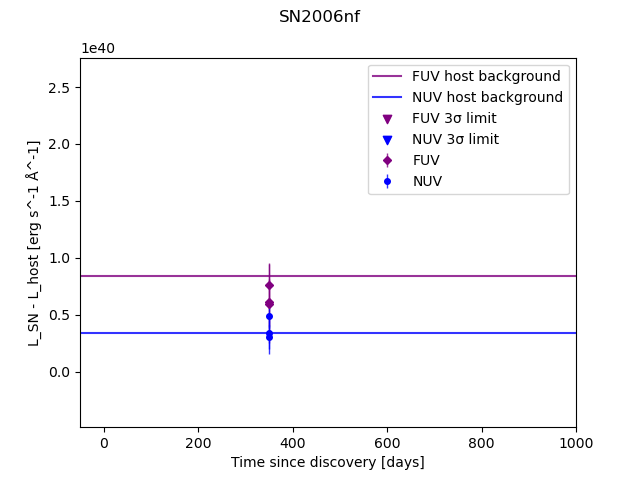 SN2006nf
1e40
FUV host background
NUV host background
FUV 3σ limit
NUV 3σ limit
FUV
NUV
2.5
2.0
1.5
1.0
0.5
0.0
L_SN - L_host [erg s^-1 Å^-1]
0
200
400
600
800
1000
Time since discovery [days]